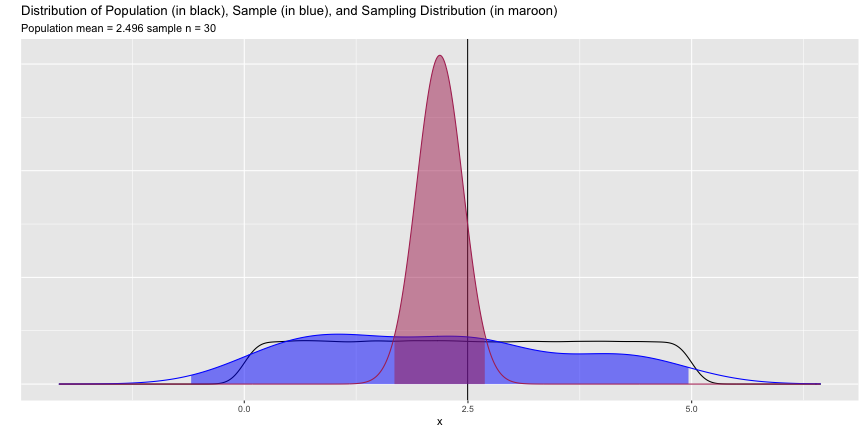 Distribution of Population (in black), Sample (in blue), and Sampling Distribution (in maroon)
Population mean = 2.496 sample n = 30
0.0 2.5 5.0
x